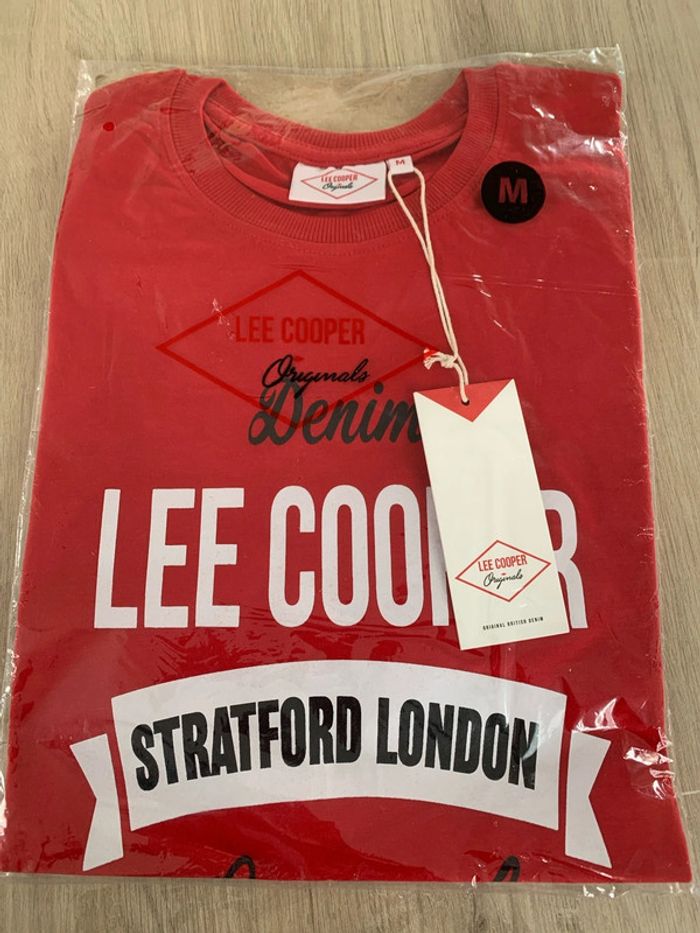 LEE COOPER
Originals
M
M
LEE COOPER
Originals
Denim
LEE COOPER
STRATFORD LONDON
LEE COOPER
Originals
ORIGINAL BRITISH DENIM